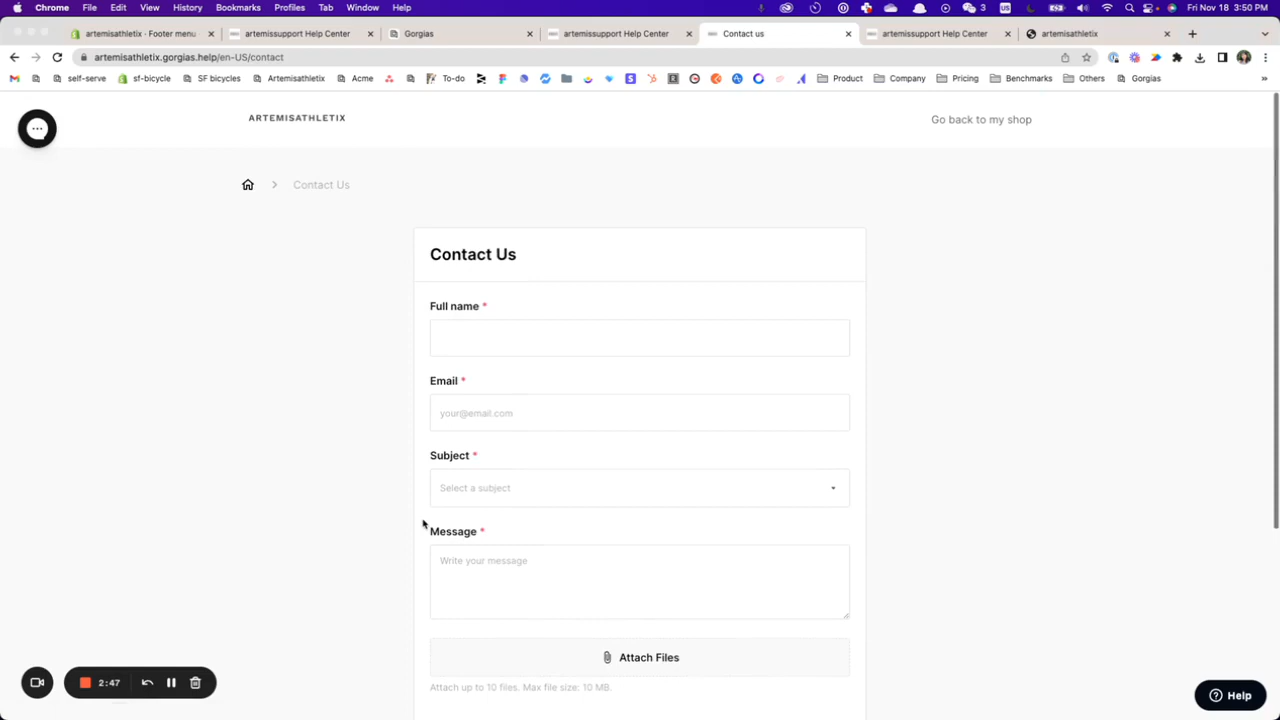 Chrome File Edit View History Bookmarks Profiles Tab Window Help 3 US Fri Nov 18 3:50 PM
artemisathletix · Footer menu artemissupport Help Center Gorgias artemissupport Help Center Contact us artemissupport Help Center artemisathletix
artemisathletix.gorgias.help/en-US/contact
self-serve sf-bicycle SF bicycles Artemisathletix Acme To-do Product Company Pricing Benchmarks Others Gorgias »
ARTEMISATHLETIX
Go back to my shop
Contact Us
Contact Us
Full name *
Email *
your@email.com
Subject *
Select a subject
Message *
Write your message
Attach Files
Attach up to 10 files. Max file size: 10 MB.
2:47
Help